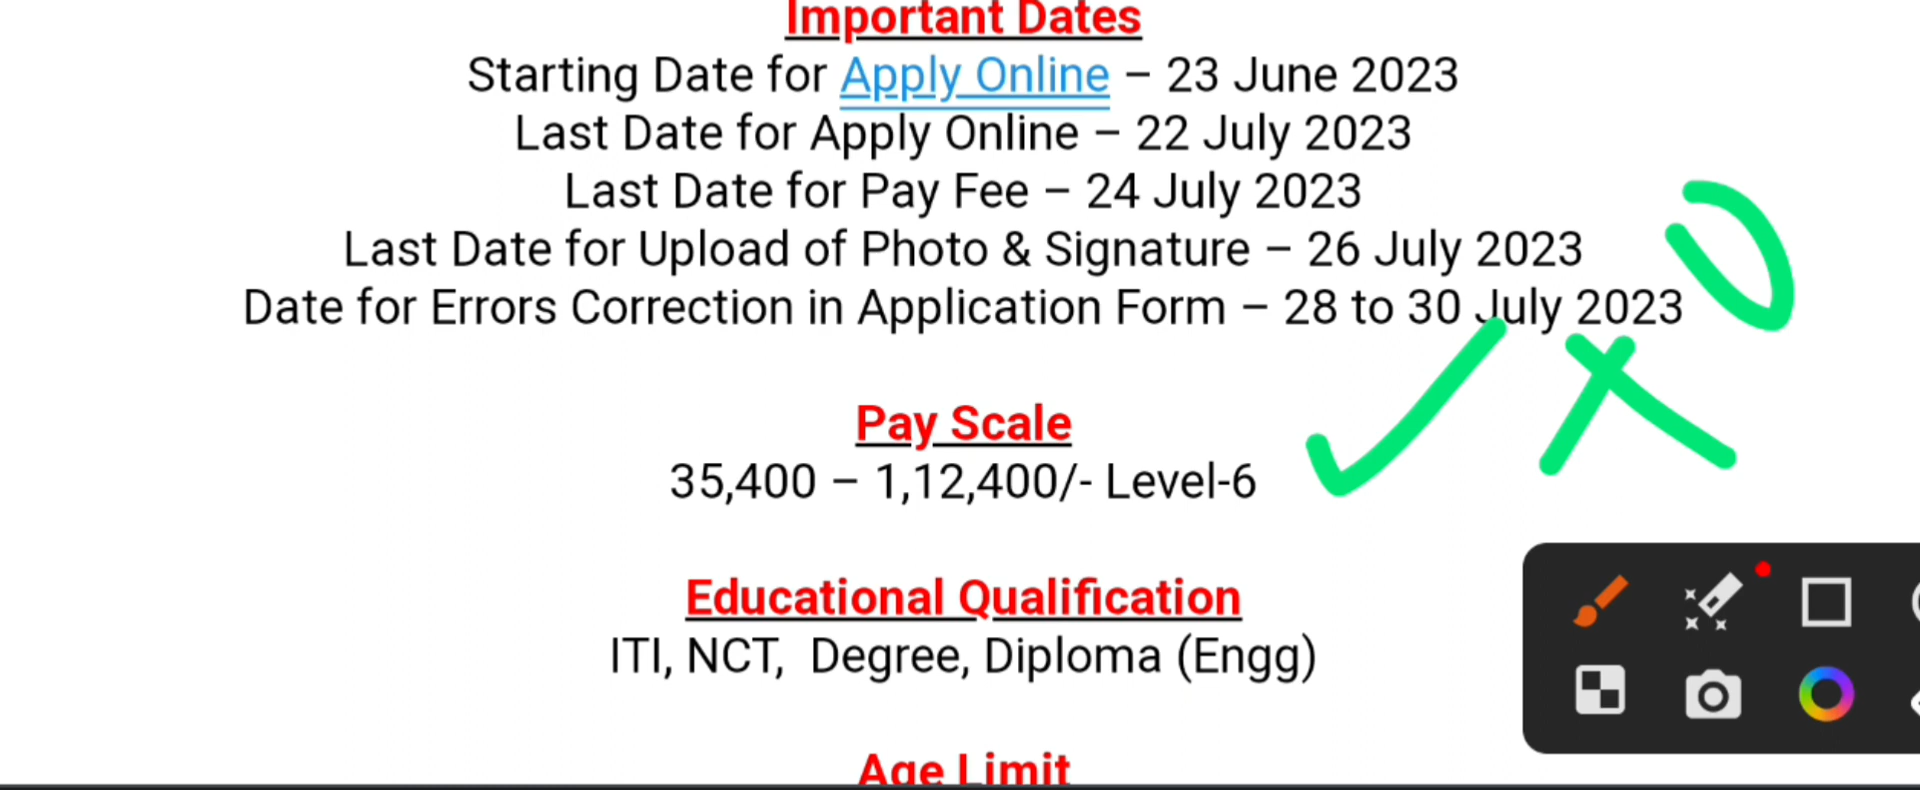 Important Dates
Starting Date for Apply Online – 23 June 2023
Last Date for Apply Online – 22 July 2023
Last Date for Pay Fee – 24 July 2023
Last Date for Upload of Photo & Signature – 26 July 2023
Date for Errors Correction in Application Form – 28 to 30 July 2023
Pay Scale
35,400 – 1,12,400/- Level-6
Educational Qualification
ITI, NCT,  Degree, Diploma (Engg)
Age Limit